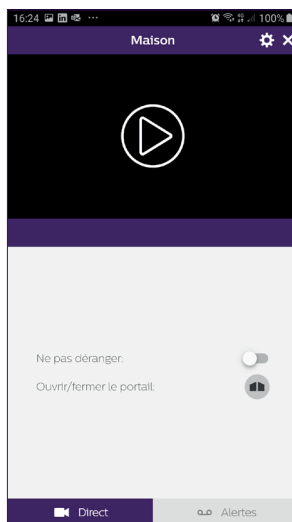 16:24 ... 100%
Maison
Ne pas déranger:
Ouvrir/fermer le portail:
Direct Alertes